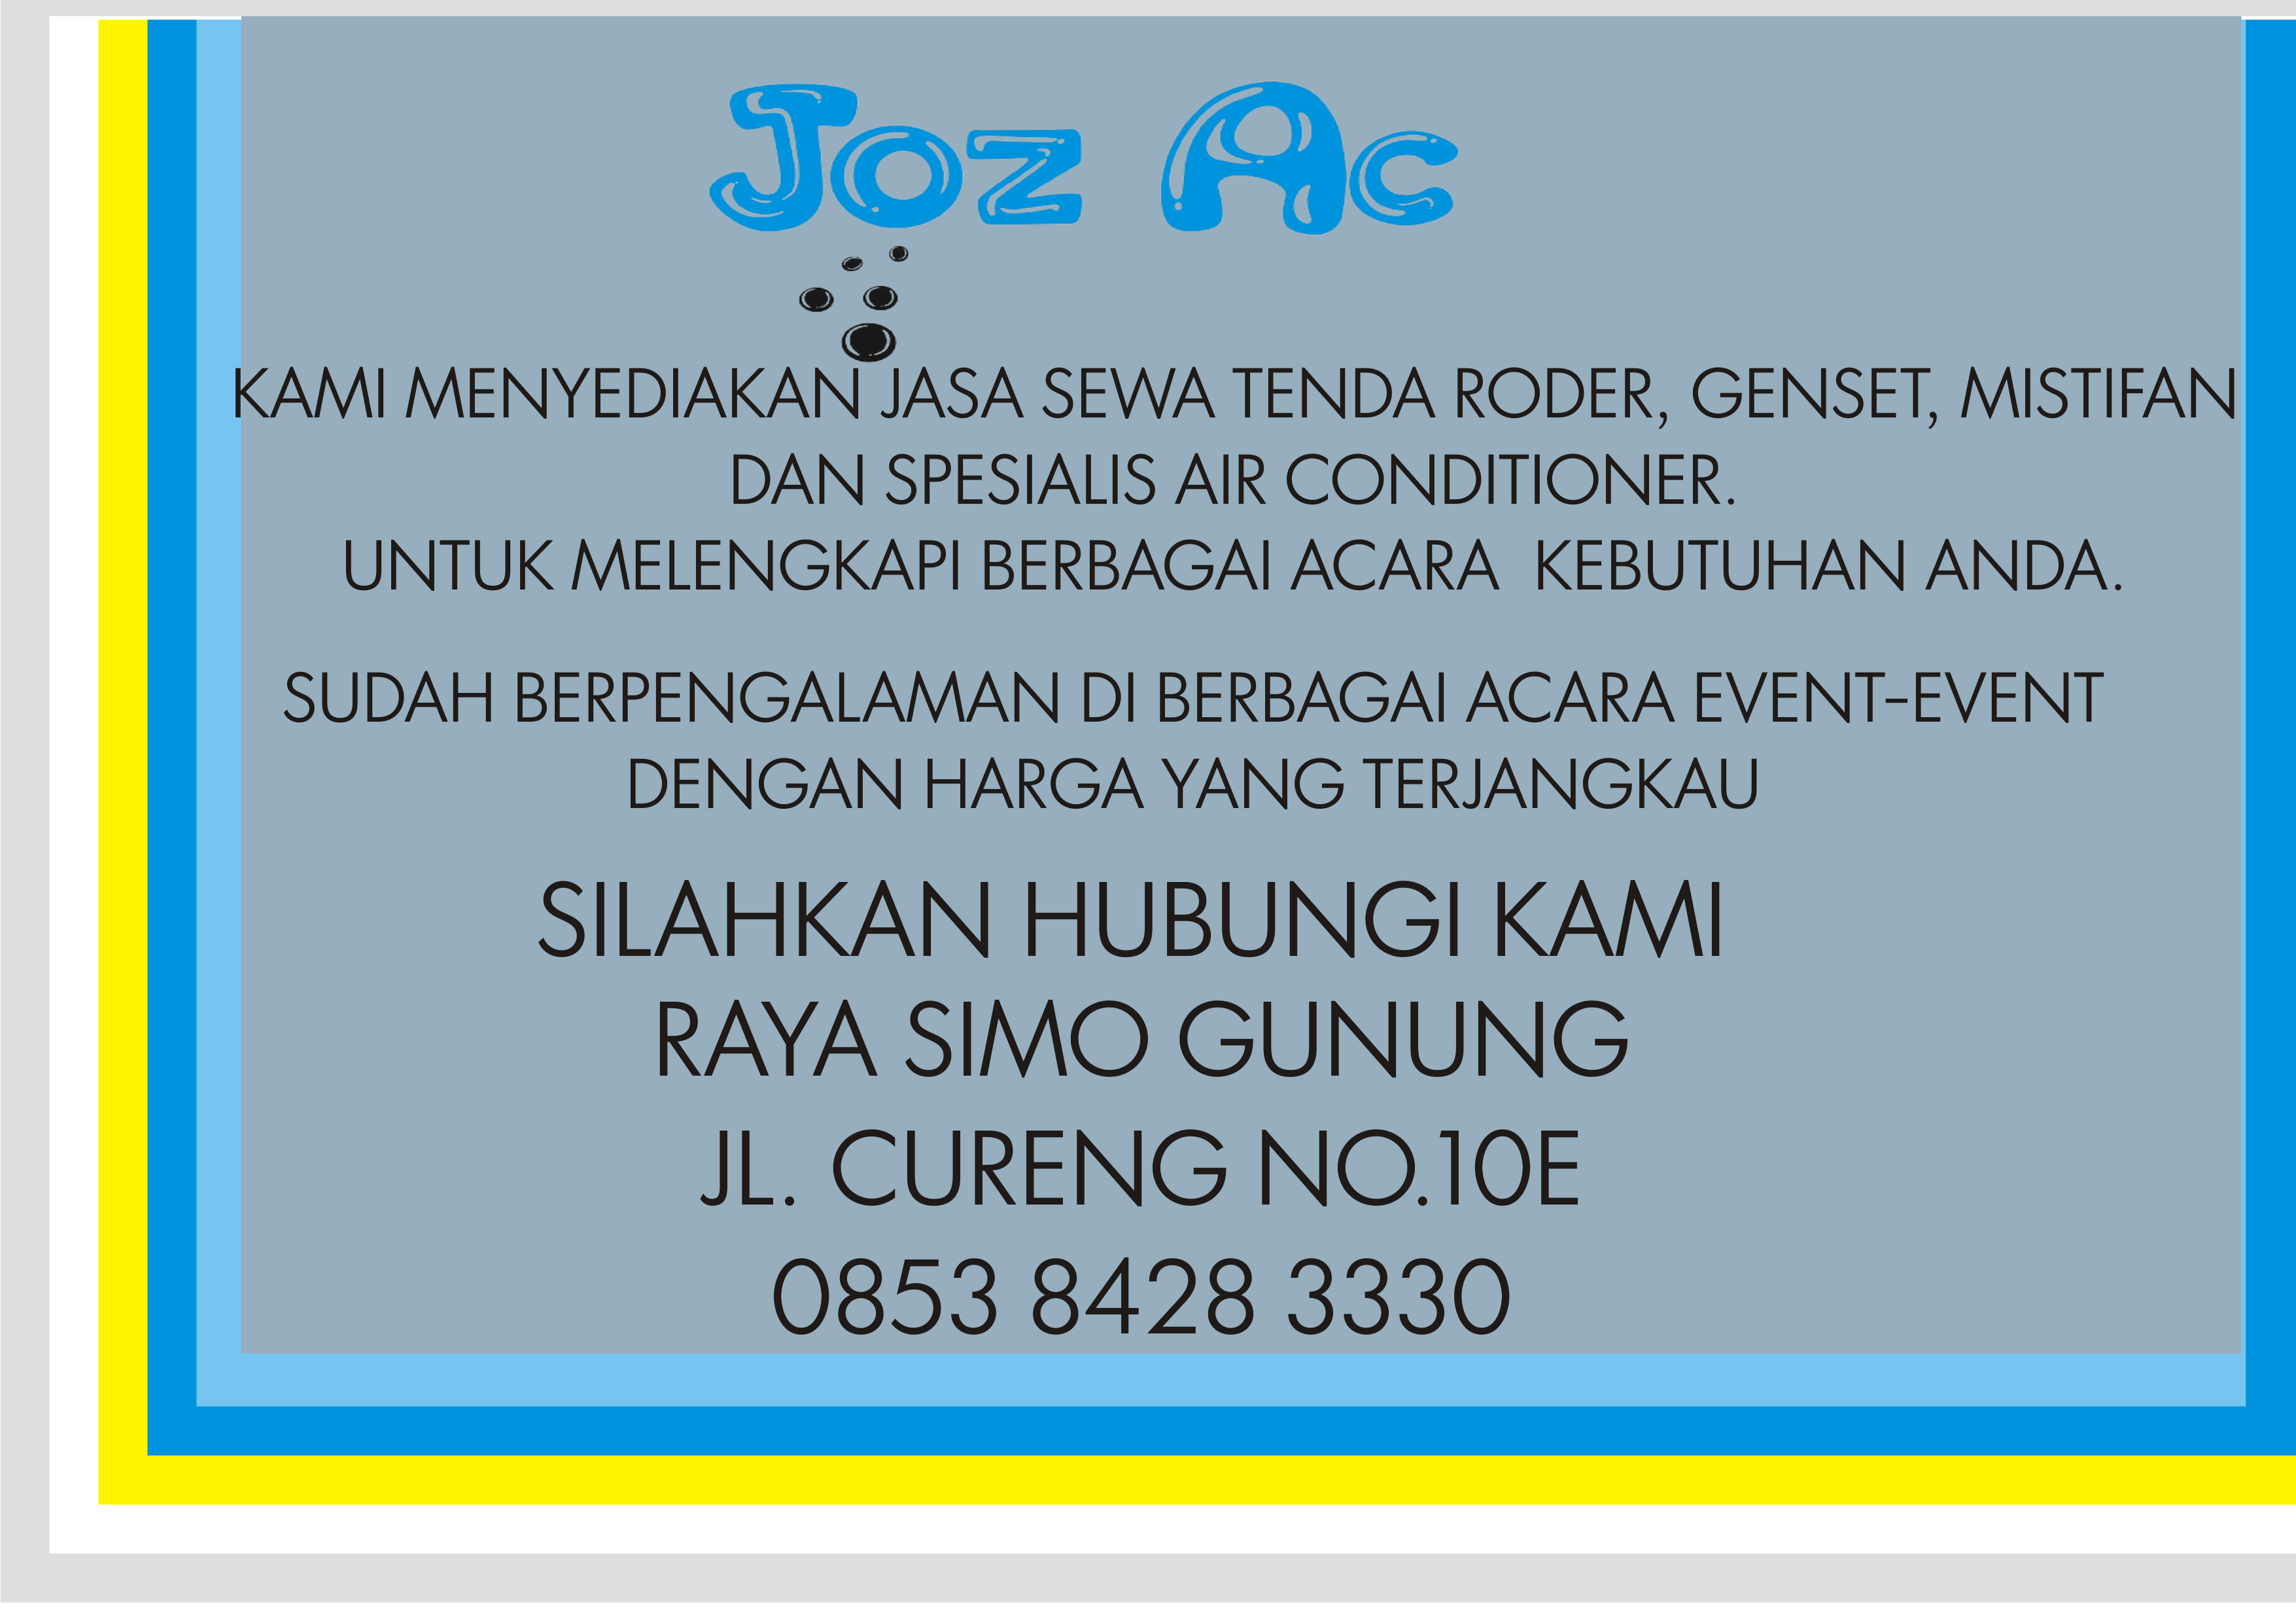 Joz Ac
KAMI MENYEDIAKAN JASA SEWA TENDA RODER, GENSET, MISTIFAN
DAN SPESIALIS AIR CONDITIONER.
UNTUK MELENGKAPI BERBAGAI ACARA  KEBUTUHAN ANDA.
SUDAH BERPENGALAMAN DI BERBAGAI ACARA EVENT-EVENT
DENGAN HARGA YANG TERJANGKAU
SILAHKAN HUBUNGI KAMI
RAYA SIMO GUNUNG
JL. CURENG NO.10E
0853 8428 3330